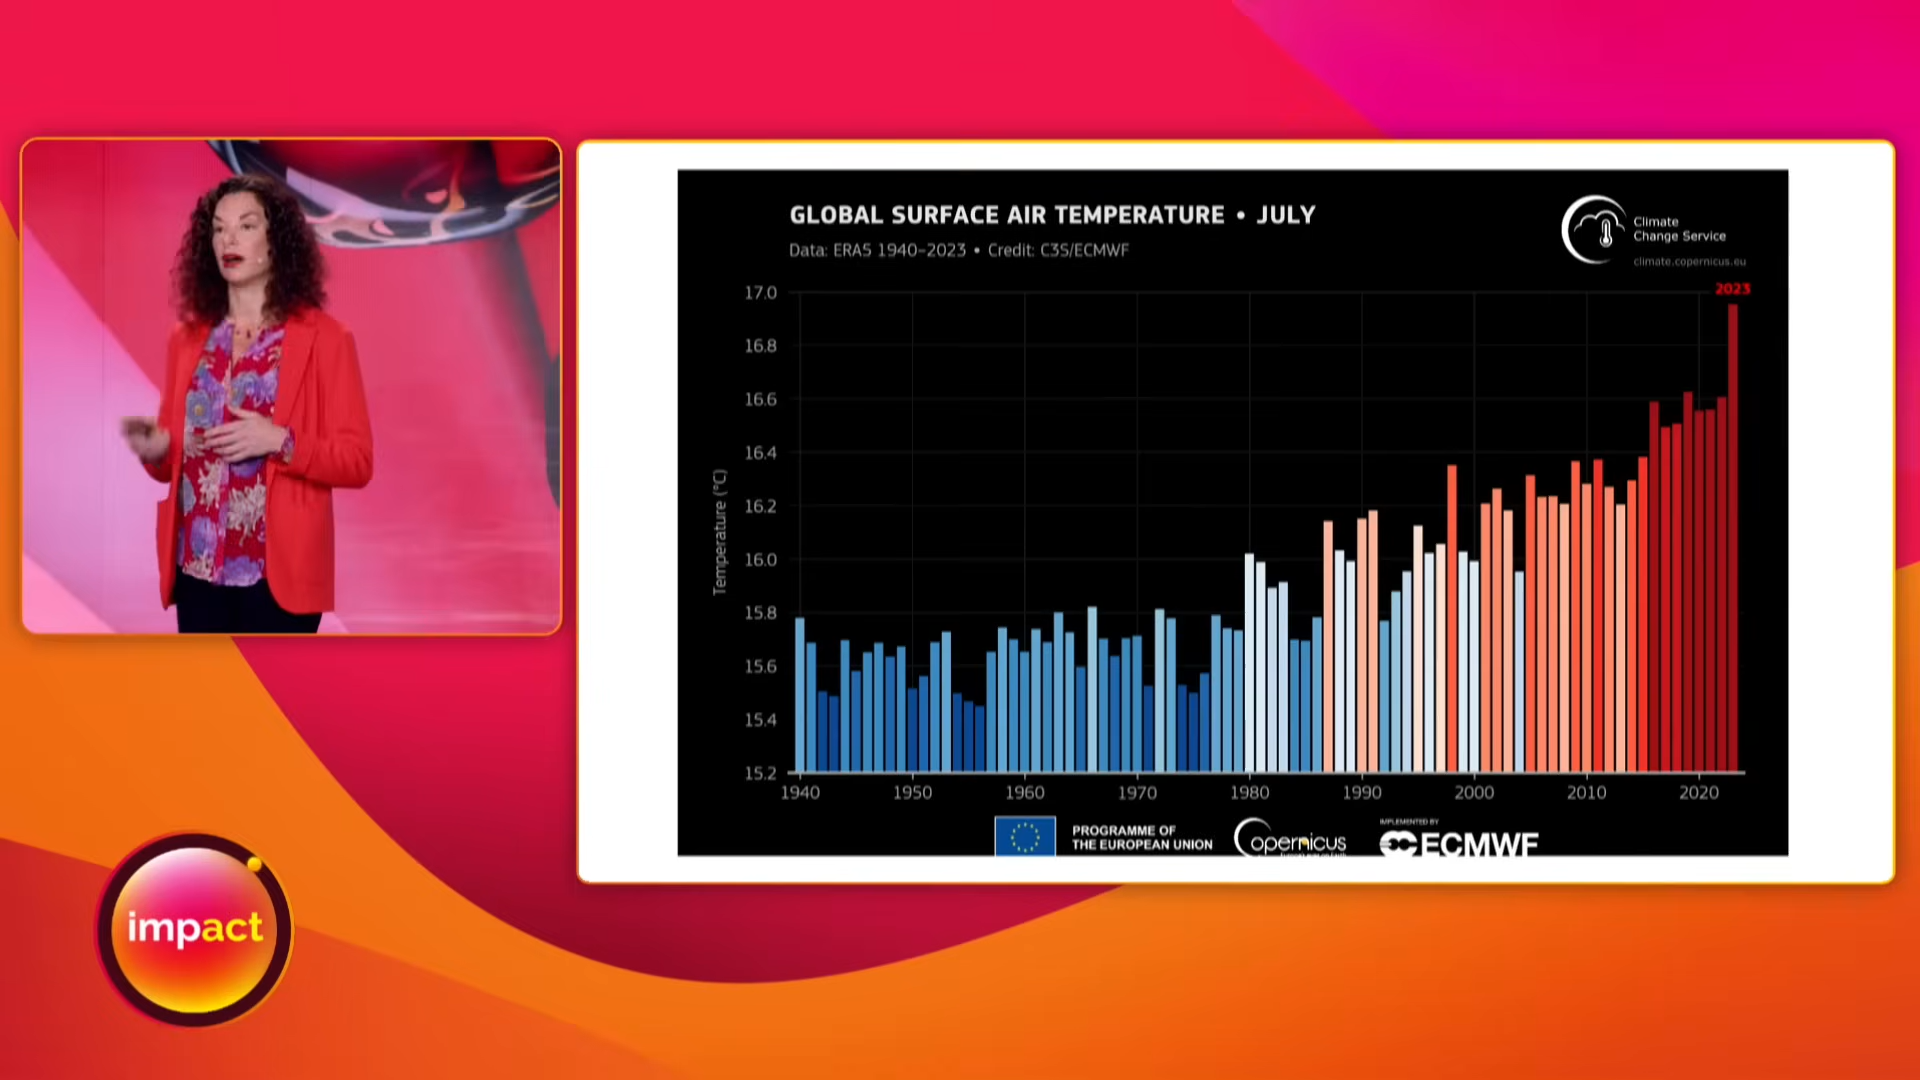 GLOBAL SURFACE AIR TEMPERATURE • JULY
Data: ERA5 1940–2023 • Credit: C3S/ECMWF
Climate
Change Service
climate.copernicus.eu
2023
17.0
16.8
16.6
16.4
16.2
16.0
15.8
15.6
15.4
15.2
Temperature (°C)
1940 1950 1960 1970 1980 1990 2000 2010 2020
PROGRAMME OF
THE EUROPEAN UNION
Copernicus
IMPLEMENTED BY
ECMWF
impact